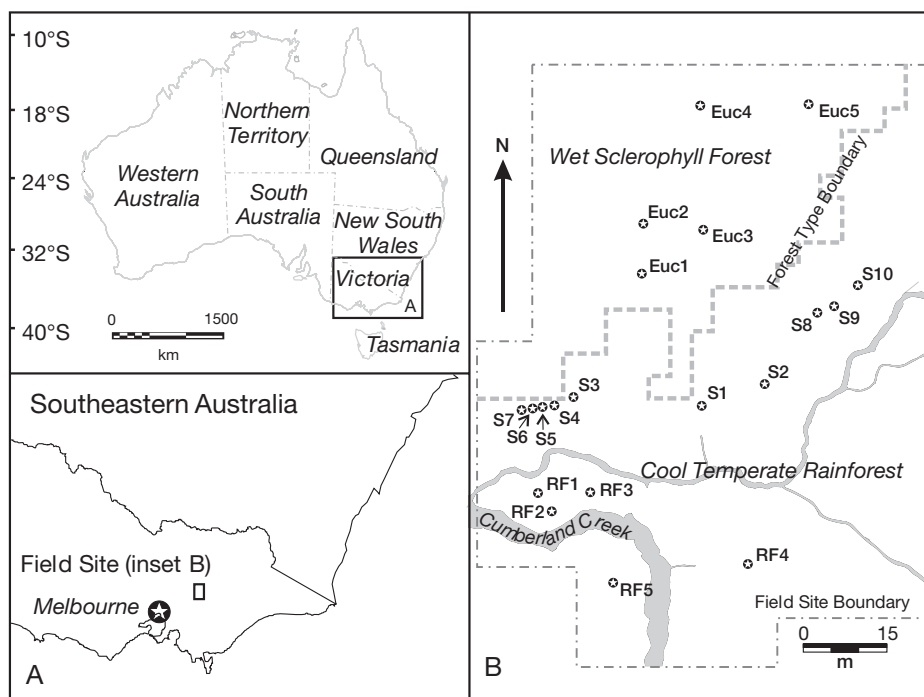 10°S
18°S
24°S
32°S
40°S
Northern
Territory
Queensland
Western
Australia
South
Australia
New South
Wales
Victoria
A
Tasmania
0 1500
km
Southeastern Australia
Field Site (inset B)
Melbourne
A
N
Euc4
Euc5
Wet Sclerophyll Forest
Forest Type Boundary
Euc2
Euc3
Euc1
S10
S9
S8
S2
S1
S3
S4
S7
S6
S5
Cool Temperate Rainforest
RF1
RF3
RF2
Cumberland Creek
RF4
RF5
Field Site Boundary
0 15
m
B